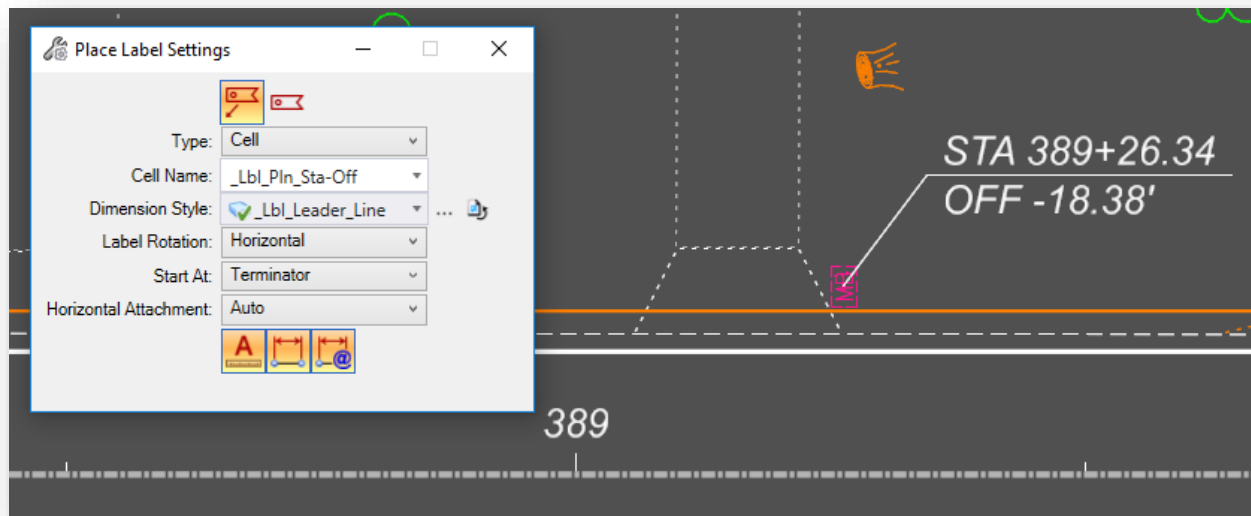 Place Label Settings
Type: Cell
Cell Name: _Lbl_Pln_Sta-Off
Dimension Style: _Lbl_Leader_Line ...
Label Rotation: Horizontal
Start At: Terminator
Horizontal Attachment: Auto
A
@
STA 389+26.34
OFF -18.38'
MB
389